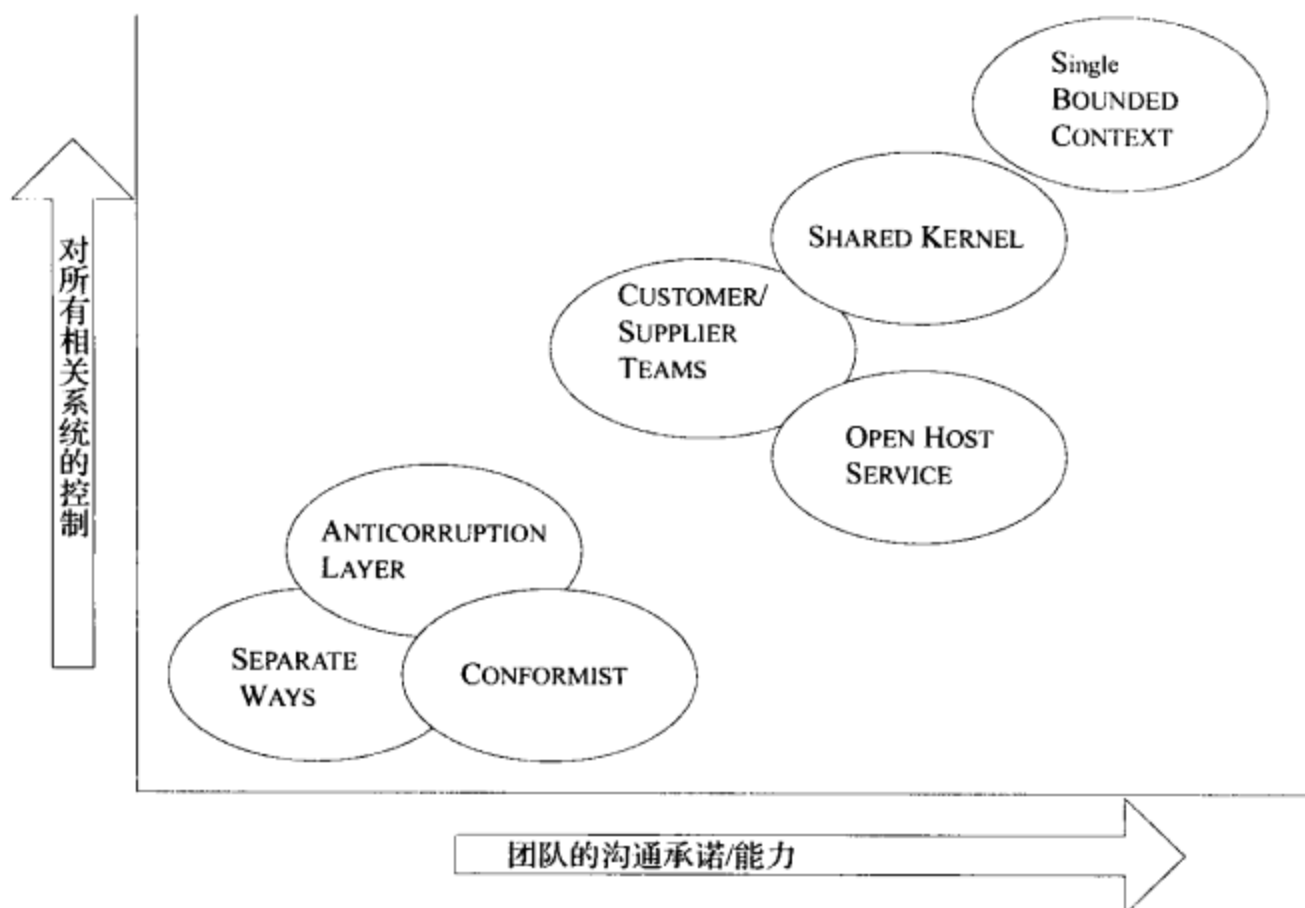 Single
BOUNDED
CONTEXT
SHARED KERNEL
CUSTOMER/
SUPPLIER
TEAMS
OPEN HOST
SERVICE
ANTICORRUPTION
LAYER
SEPARATE
WAYS
CONFORMIST
对所有相关系统的控制
团队的沟通承诺/能力